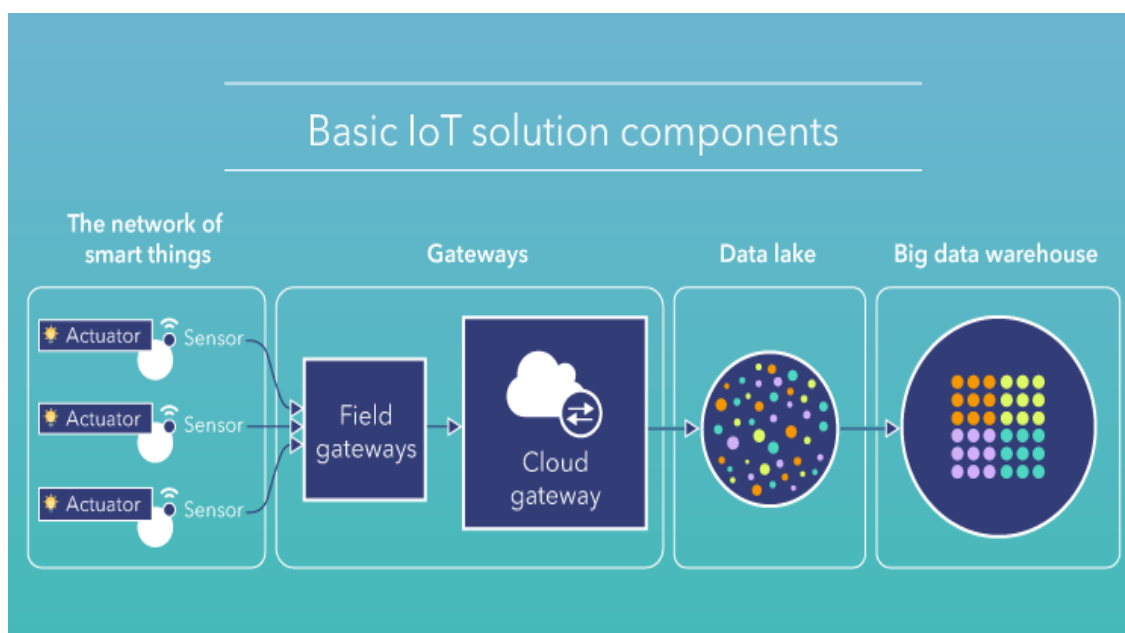 Basic IoT solution components
The network of
smart things
Gateways
Data lake
Big data warehouse
Actuator
Sensor
Actuator
Sensor
Actuator
Sensor
Field
gateways
Cloud
gateway